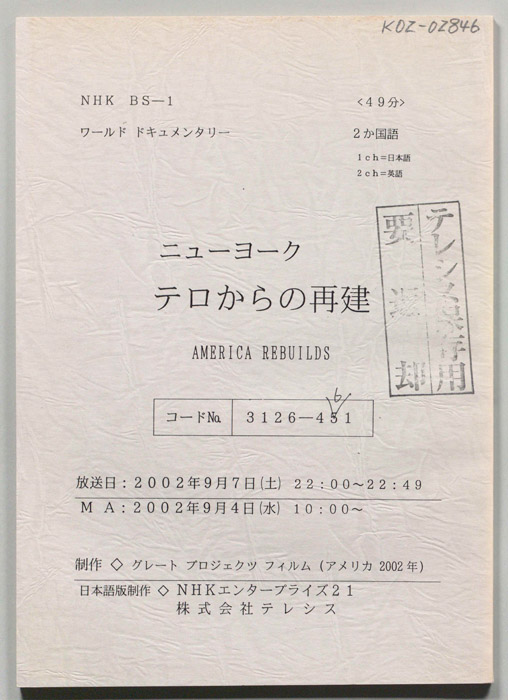 K02-02846
NHK BS―1 <49分>
ワールド ドキュメンタリー 2か国語
1ch=日本語
2ch=英語
テレシス保存用
要返却
ニューヨーク
テロからの再建
AMERICA REBUILDS
6
コード№ 3126―451
放送日：2002年9月7日(土) 22:00～22:49
MA：2002年9月4日(水) 10:00～
制作 ◇ グレート プロジェクツ フィルム (アメリカ 2002年)
日本語版制作 ◇ NHKエンタープライズ21
株式会社テレシス